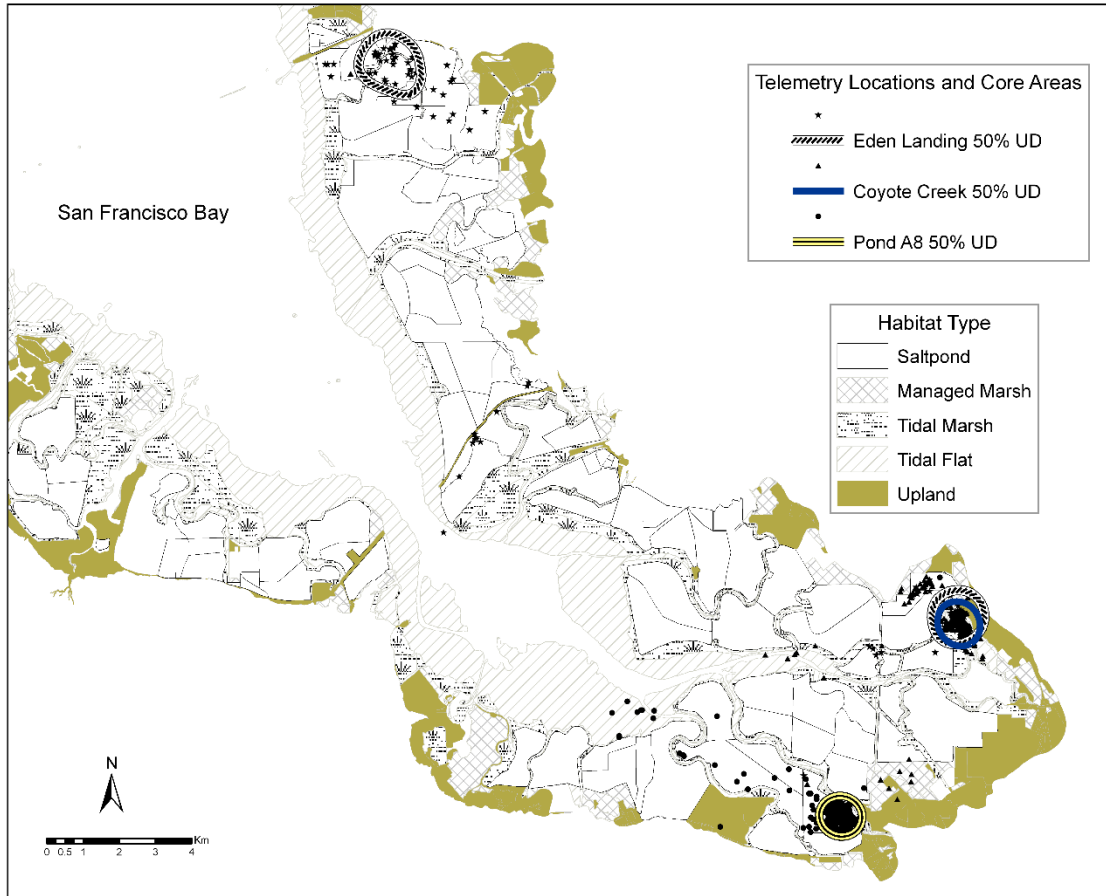 San Francisco Bay
Telemetry Locations and Core Areas
Eden Landing 50% UD
Coyote Creek 50% UD
Pond A8 50% UD
Habitat Type
Saltpond
Managed Marsh
Tidal Marsh
Tidal Flat
Upland
N
Km
0 0.5 1 2 3 4